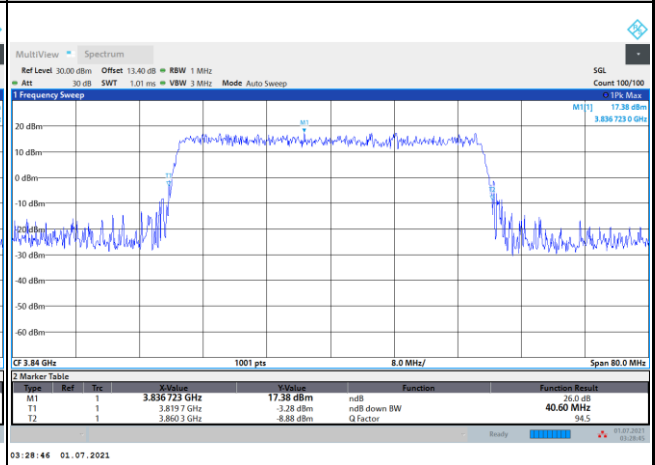 MultiView Spectrum
Ref Level 30.00 dBm Offset 13.40 dB RBW 1 MHz SGL
Att 30 dB SWT 1.01 ms VBW 3 MHz Mode Auto Sweep Count 100/100
1 Frequency Sweep 1Pk Max
M1[1] 17.38 dBm
3.836 723 0 GHz
M1
20 dBm
10 dBm
T1
0 dBm
-10 dBm
-20 dBm
-30 dBm
-40 dBm
-50 dBm
-60 dBm
CF 3.84 GHz 1001 pts 8.0 MHz/ Span 80.0 MHz
2 Marker Table
Type Ref Trc X-Value Y-Value Function Function Result
M1 1 3.836 723 GHz 17.38 dBm ndB 26.0 dB
T1 1 3.819 7 GHz -3.28 dBm ndB down BW 40.60 MHz
T2 1 3.860 3 GHz -8.88 dBm Q Factor 94.5
Ready 01.07.2021
03:28:45
03:28:46 01.07.2021